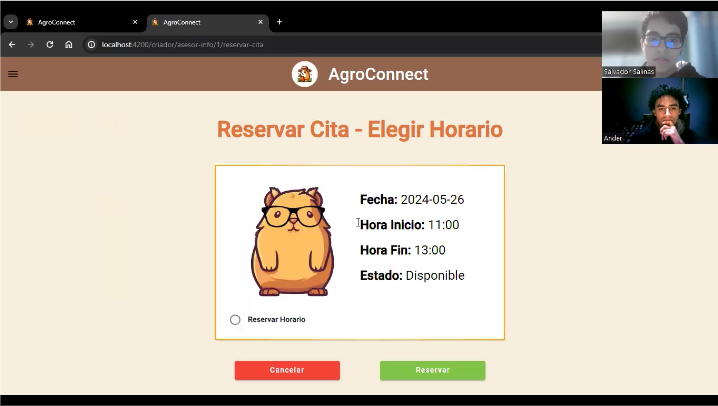 AgroConnect
AgroConnect
localhost:4200/criador/asesor-info/1/reservar-cita
AgroConnect
Salvador Salinas
Ander
Reservar Cita - Elegir Horario
Fecha: 2024-05-26
Hora Inicio: 11:00
Hora Fin: 13:00
Estado: Disponible
Reservar Horario
Cancelar
Reservar